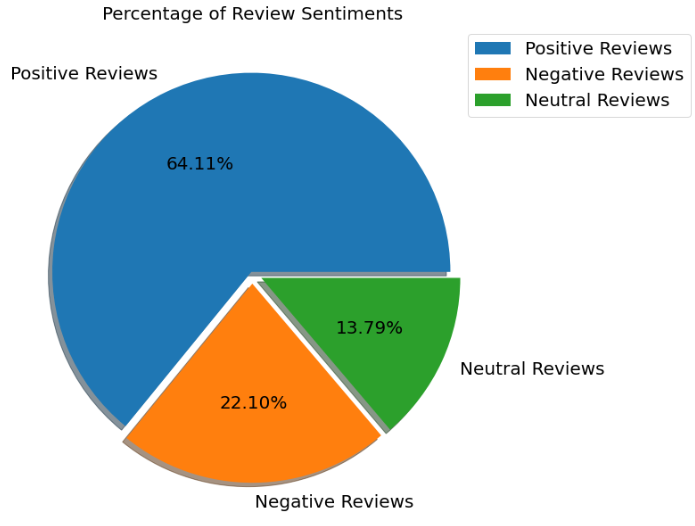 Percentage of Review Sentiments
Positive Reviews
Negative Reviews
Neutral Reviews
Positive Reviews
64.11%
13.79%
Neutral Reviews
22.10%
Negative Reviews